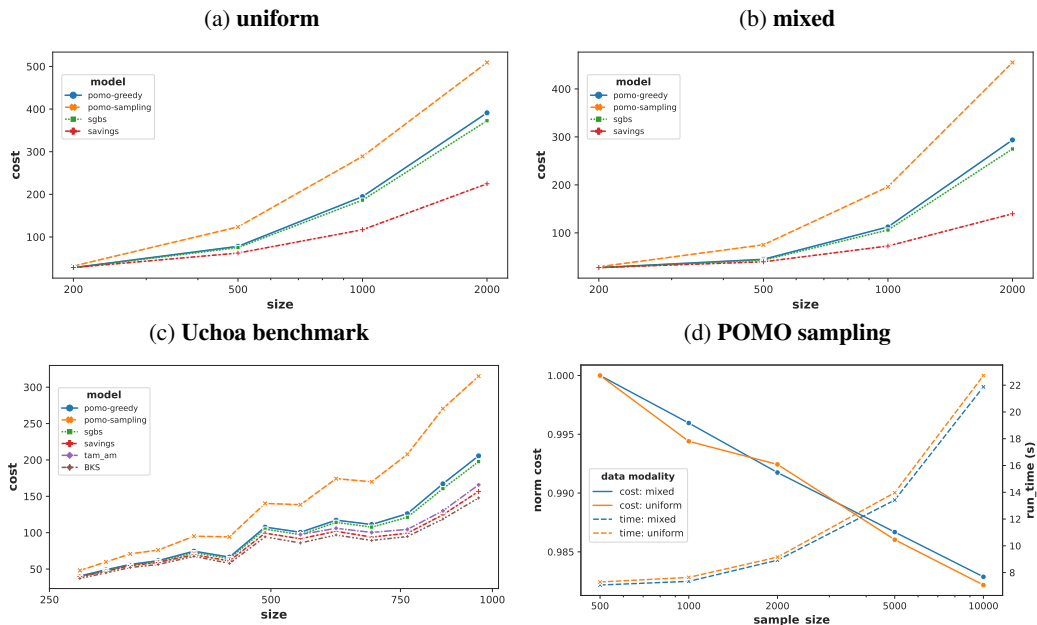 (a) uniform
500
400
300
200
100
cost
model
pomo-greedy
pomo-sampling
sgbs
savings
200
500
1000
2000
size
(b) mixed
400
300
200
100
cost
model
pomo-greedy
pomo-sampling
sgbs
savings
200
500
1000
2000
size
(c) Uchoa benchmark
300
250
200
150
100
50
cost
model
pomo-greedy
pomo-sampling
sgbs
savings
tam_am
BKS
250
500
750
1000
size
(d) POMO sampling
1.000
0.995
0.990
0.985
norm cost
data modality
cost: mixed
cost: uniform
time: mixed
time: uniform
22
20
18
16
14
12
10
8
run_time (s)
500
1000
2000
5000
10000
sample_size